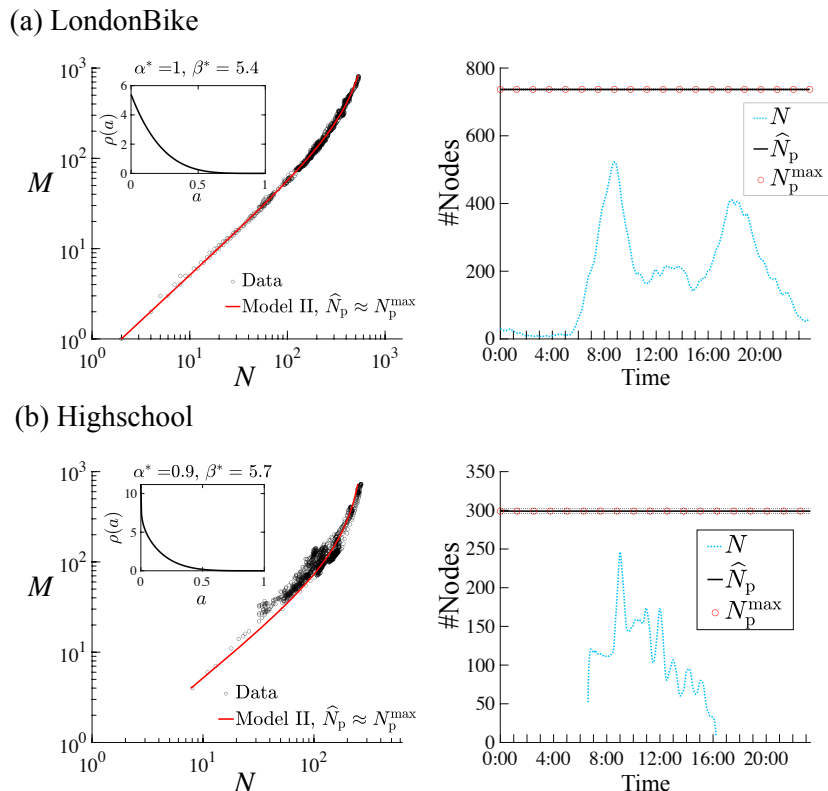 (a) LondonBike
α* =1, β* = 5.4
10³
6
4
2
0
ρ(a)
0
0.5
1
a
10²
M
10¹
Data
Model II, N̂ₚ ≈ Nₚᵐᵃˣ
10⁰
10⁰
10¹
10²
10³
N
800
600
400
200
0
#Nodes
N
N̂ₚ
Nₚᵐᵃˣ
0:00
4:00
8:00
12:00
16:00
20:00
Time
(b) Highschool
α* =0.9, β* = 5.7
10³
10
5
0
ρ(a)
0
0.5
1
a
10²
M
10¹
Data
Model II, N̂ₚ ≈ Nₚᵐᵃˣ
10⁰
10⁰
10¹
10²
N
350
300
250
200
150
100
50
0
#Nodes
N
N̂ₚ
Nₚᵐᵃˣ
0:00
4:00
8:00
12:00
16:00
20:00
Time